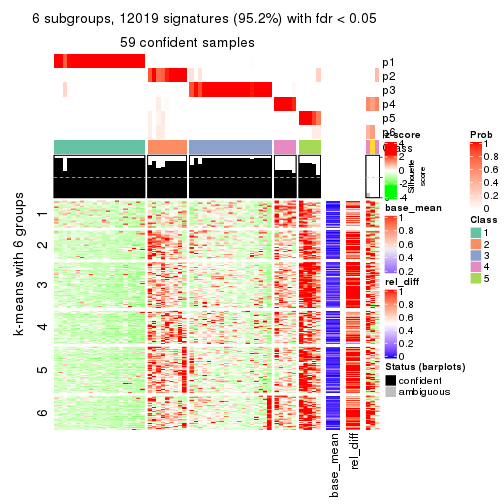 6 subgroups, 12019 signatures (95.2%) with fdr < 0.05
59 confident samples
p1
p2
p3
p4
p5
p6
Class
Silhouette
score
k-means with 6 groups
1
2
3
4
5
6
base_mean
rel_diff
z-score
4
2
0
-2
-4
base_mean
1
0.8
0.6
0.4
0.2
rel_diff
1
0.8
0.6
0.4
0.2
0
Status (barplots)
confident
ambiguous
Prob
1
0.8
0.6
0.4
0.2
0
Class
1
2
3
4
5